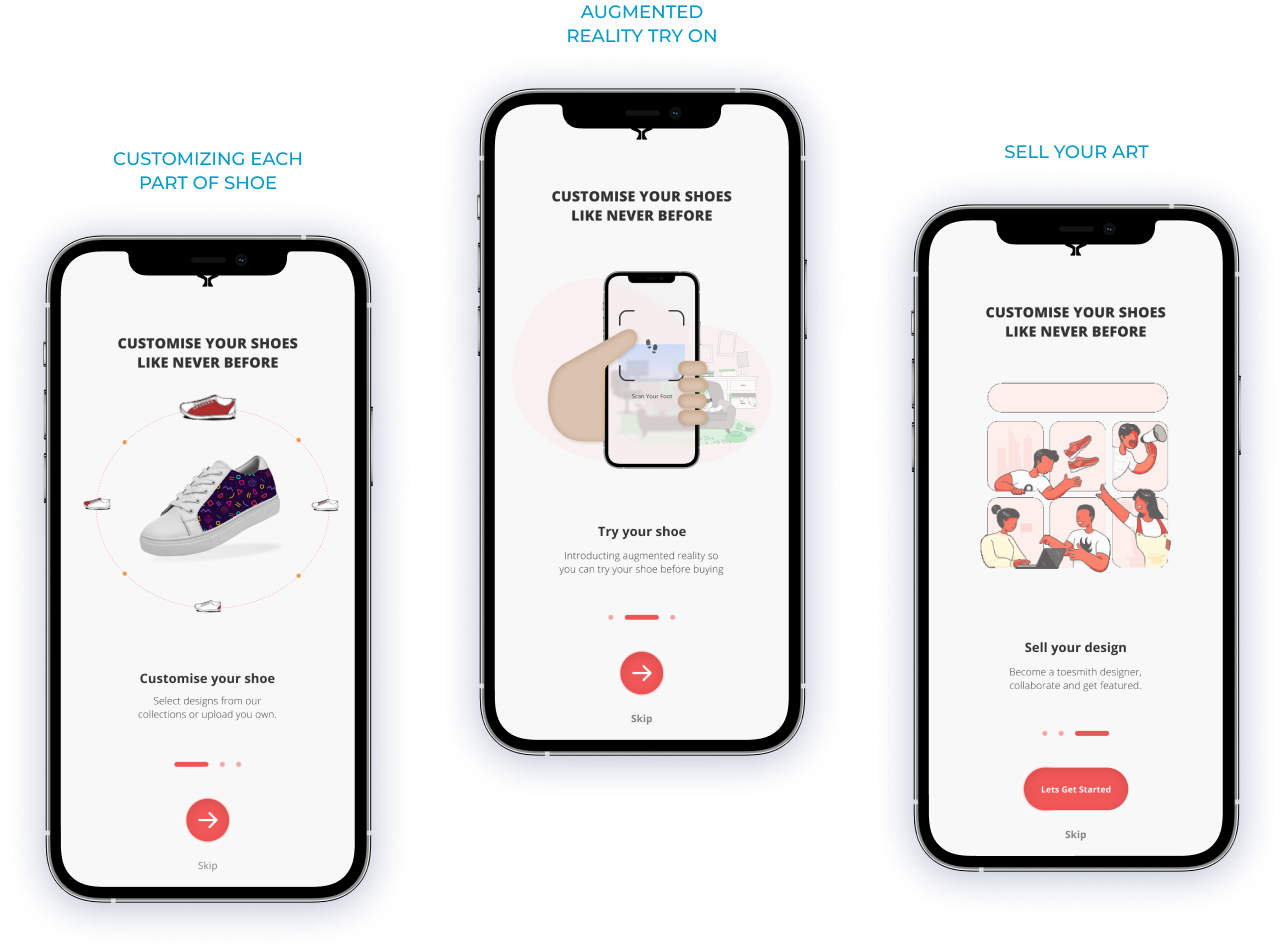 CUSTOMIZING EACH
PART OF SHOE
CUSTOMISE YOUR SHOES
LIKE NEVER BEFORE
Customise your shoe
Select designs from our
collections or upload you own.
Skip
AUGMENTED
REALITY TRY ON
CUSTOMISE YOUR SHOES
LIKE NEVER BEFORE
Scan Your Foot
Try your shoe
Introducting augmented reality so
you can try your shoe before buying
Skip
SELL YOUR ART
CUSTOMISE YOUR SHOES
LIKE NEVER BEFORE
Sell your design
Become a toesmith designer,
collaborate and get featured.
Lets Get Started
Skip